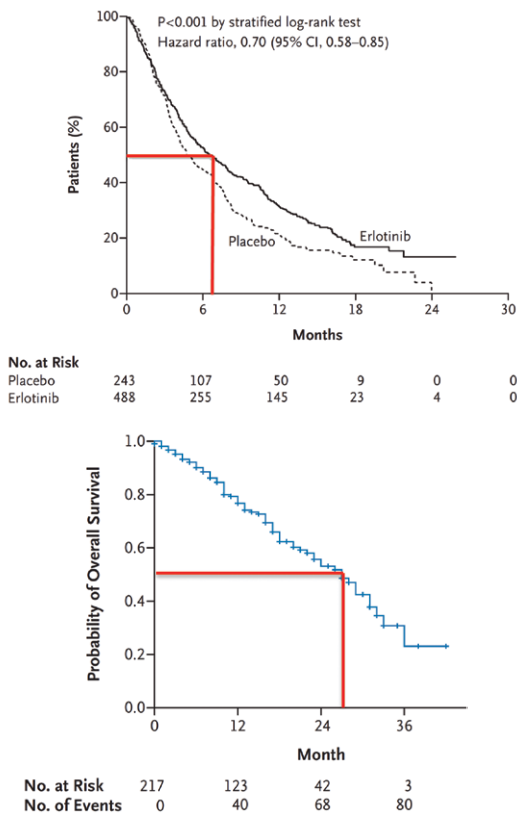 P<0.001 by stratified log-rank test
Hazard ratio, 0.70 (95% CI, 0.58–0.85)
100
80
60
40
20
0
Patients (%)
Placebo
Erlotinib
0 6 12 18 24 30
Months
No. at Risk
Placebo 243 107 50 9 0 0
Erlotinib 488 255 145 23 4 0
1.0
0.8
0.6
0.4
0.2
0.0
Probability of Overall Survival
0 12 24 36
Month
No. at Risk 217 123 42 3
No. of Events 0 40 68 80